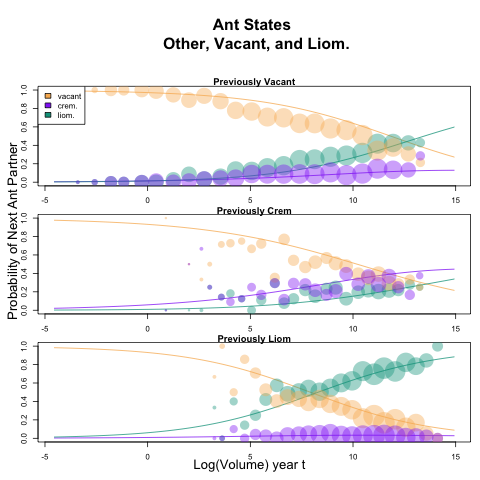 Ant States
Other, Vacant, and Liom.
Previously Vacant
vacant
crem.
liom.
0.0 0.2 0.4 0.6 0.8 1.0
-5 0 5 10 15
Probability of Next Ant Partner
Previously Crem
0.0 0.2 0.4 0.6 0.8 1.0
-5 0 5 10 15
Previously Liom
0.0 0.2 0.4 0.6 0.8 1.0
-5 0 5 10 15
Log(Volume) year t